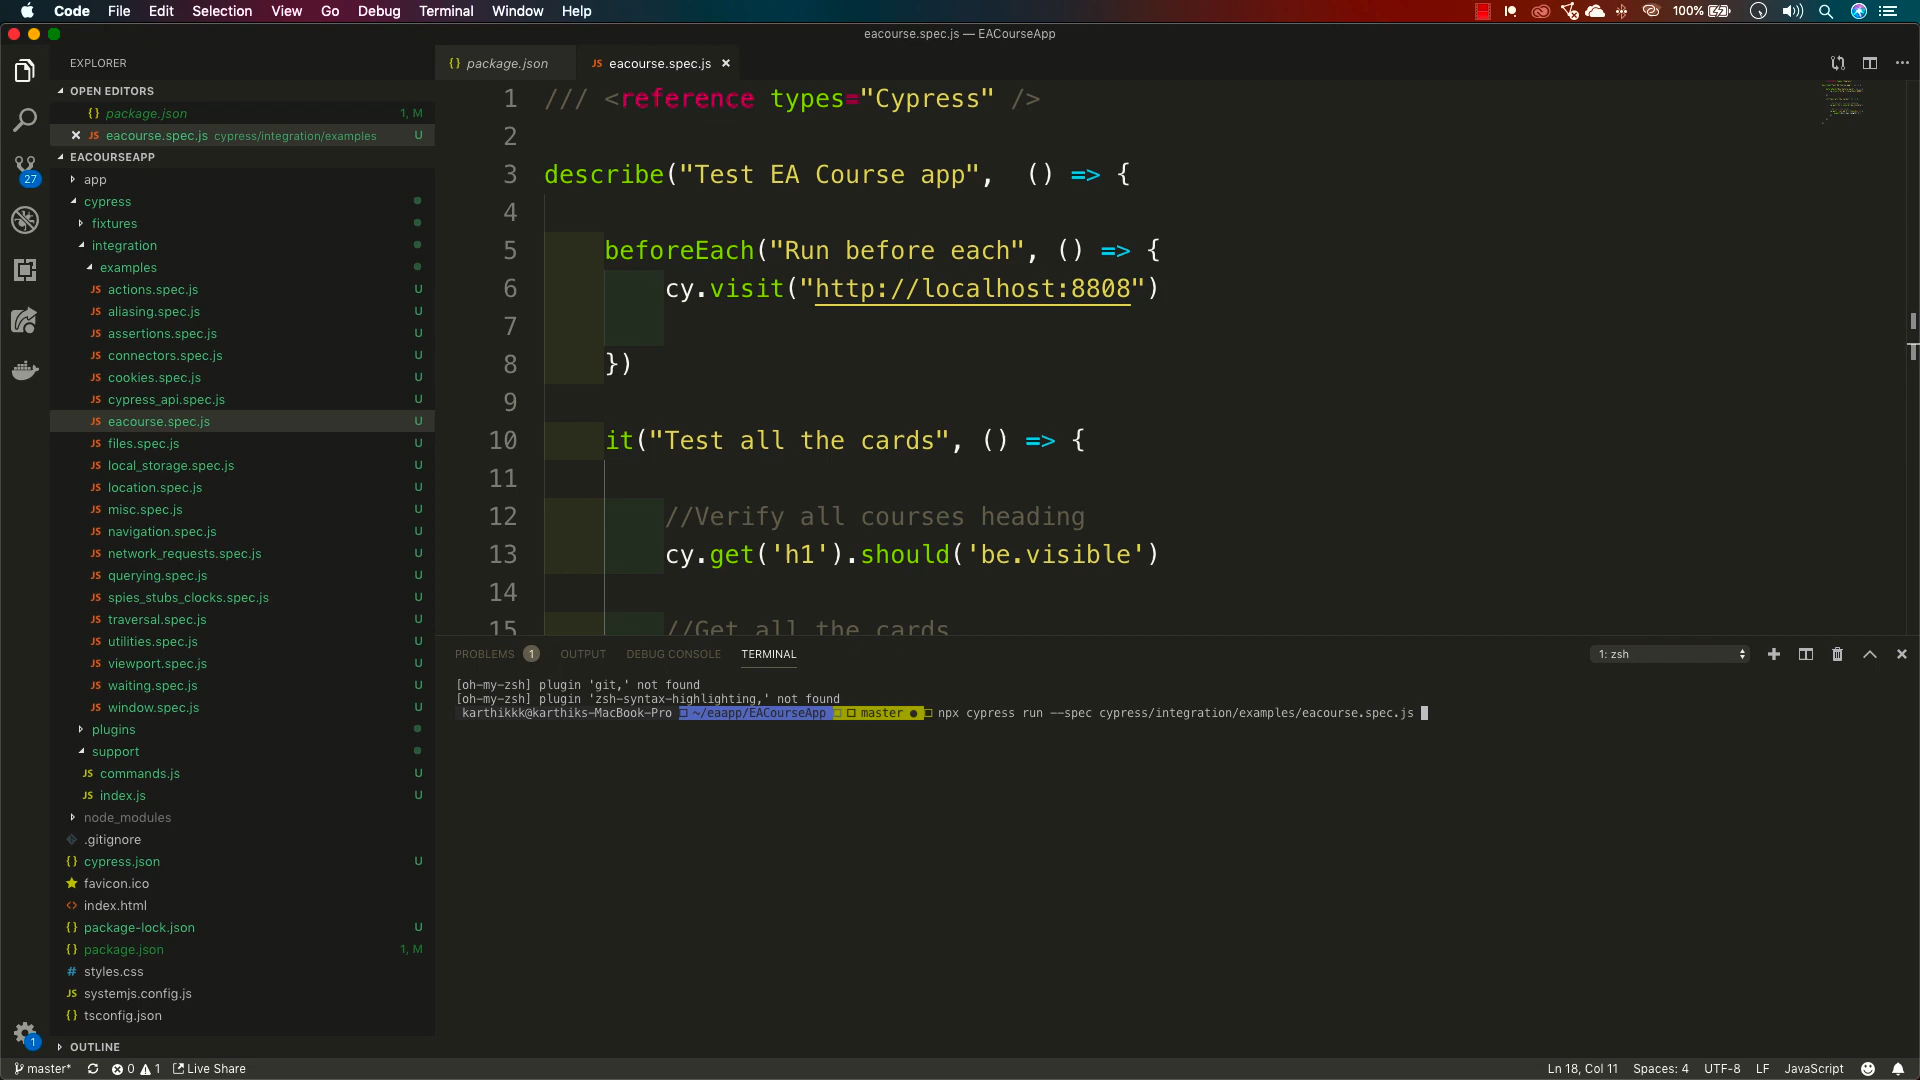 Code File Edit Selection View Go Debug Terminal Window Help
100%
eacourse.spec.js — EACourseApp
EXPLORER
OPEN EDITORS
{} package.json 1, M
JS eacourse.spec.js cypress/integration/examples U
EACOURSEAPP
app
cypress
fixtures
integration
examples
JS actions.spec.js U
JS aliasing.spec.js U
JS assertions.spec.js U
JS connectors.spec.js U
JS cookies.spec.js U
JS cypress_api.spec.js U
JS eacourse.spec.js U
JS files.spec.js U
JS local_storage.spec.js U
JS location.spec.js U
JS misc.spec.js U
JS navigation.spec.js U
JS network_requests.spec.js U
JS querying.spec.js U
JS spies_stubs_clocks.spec.js U
JS traversal.spec.js U
JS utilities.spec.js U
JS viewport.spec.js U
JS waiting.spec.js U
JS window.spec.js U
plugins
support
JS commands.js U
JS index.js U
node_modules
.gitignore
{} cypress.json U
favicon.ico
<> index.html
{} package-lock.json U
{} package.json 1, M
# styles.css
JS systemjs.config.js
{} tsconfig.json
OUTLINE
27
1
{} package.json
JS eacourse.spec.js
1 /// <reference types="Cypress" />
2
3 describe("Test EA Course app", () => {
4
5 beforeEach("Run before each", () => {
6 cy.visit("http://localhost:8808")
7
8 })
9
10 it("Test all the cards", () => {
11
12 //Verify all courses heading
13 cy.get('h1').should('be.visible')
14
15 //Get all the cards
PROBLEMS 1 OUTPUT DEBUG CONSOLE TERMINAL 1: zsh
[oh-my-zsh] plugin 'git,' not found
[oh-my-zsh] plugin 'zsh-syntax-highlighting,' not found
karthikkk@karthiks-MacBook-Pro ~/eaapp/EACourseApp master ● npx cypress run --spec cypress/integration/examples/eacourse.spec.js
master* 0 1 Live Share Ln 18, Col 11 Spaces: 4 UTF-8 LF JavaScript